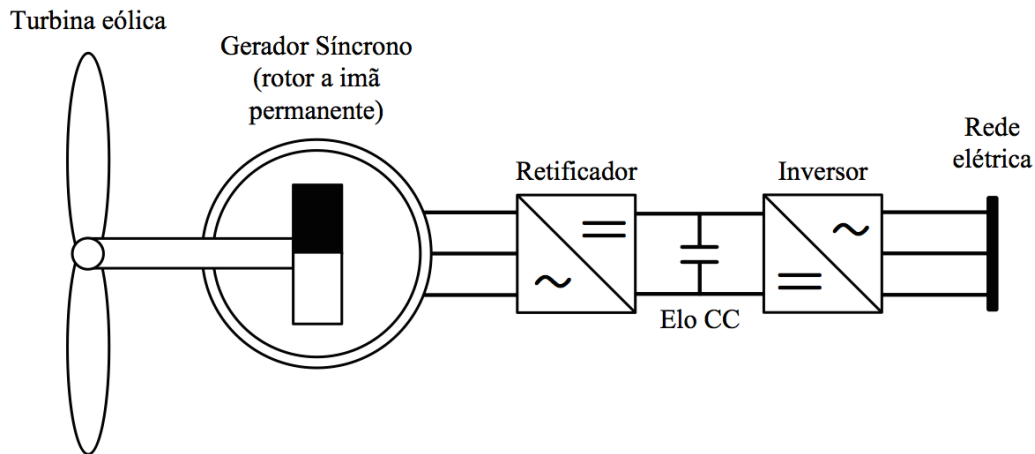 Turbina eólica
Gerador Síncrono
(rotor a imã
permanente)
Retificador
Elo CC
Inversor
Rede
elétrica